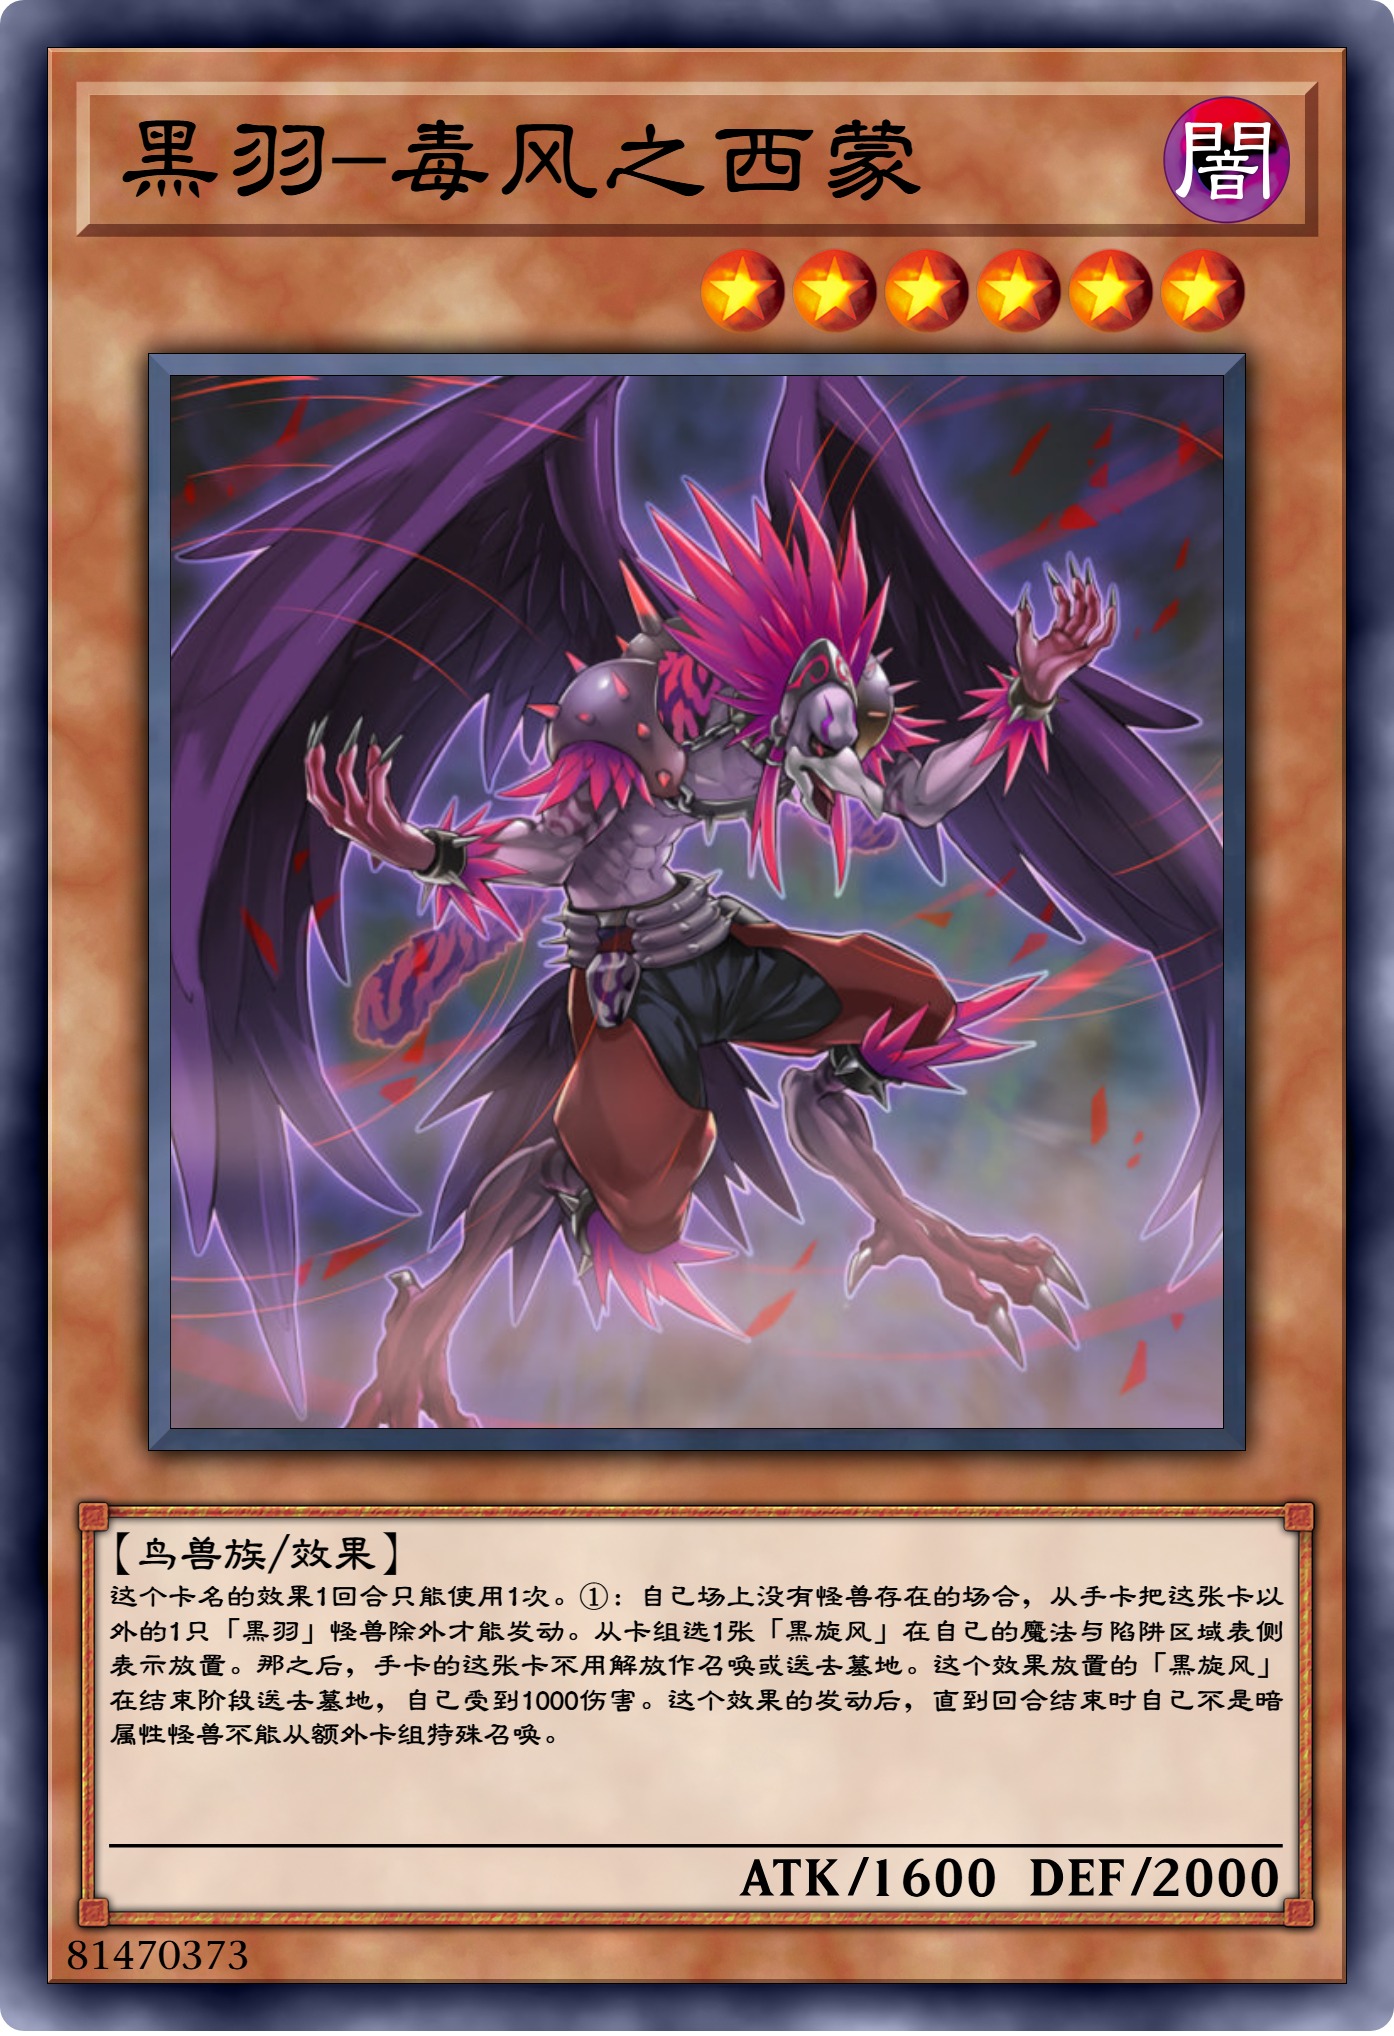 黑羽-毒风之西蒙
闇
【鸟兽族/效果】
这个卡名的效果1回合只能使用1次。①：自己场上没有怪兽存在的场合，从手卡把这张卡以
外的1只「黑羽」怪兽除外才能发动。从卡组选1张「黑旋风」在自己的魔法与陷阱区域表侧
表示放置。那之后，手卡的这张卡不用解放作召唤或送去墓地。这个效果放置的「黑旋风」
在结束阶段送去墓地，自己受到1000伤害。这个效果的发动后，直到回合结束时自己不是暗
属性怪兽不能从额外卡组特殊召唤。
ATK/1600 DEF/2000
81470373